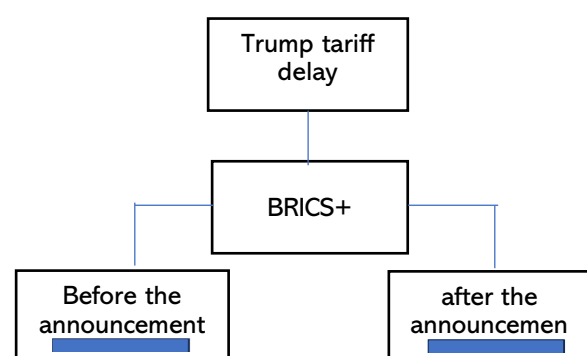 Trump tariff
delay
BRICS+
Before the
announcement
after the
announcemen